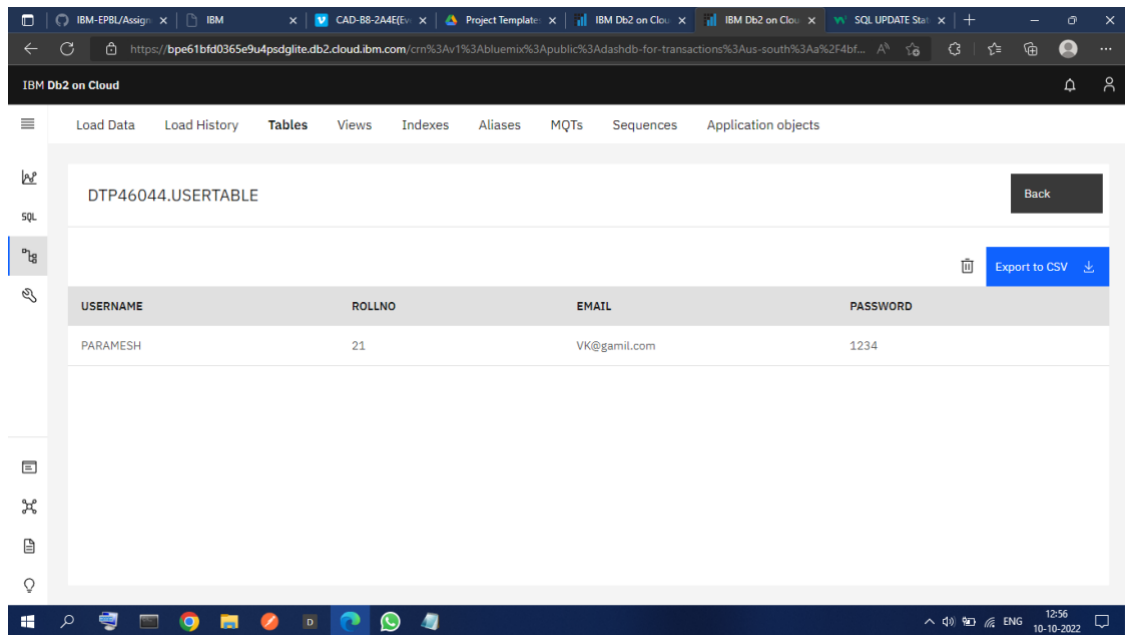 IBM-EPBL/Assign
IBM
CAD-B8-2A4E(Ev
Project Template
IBM Db2 on Clou
IBM Db2 on Clou
SQL UPDATE Stat
https://bpe61bfd0365e9u4psdglite.db2.cloud.ibm.com/crn%3Av1%3Abluemix%3Apublic%3Adashdb-for-transactions%3Aus-south%3Aa%2F4bf...
IBM Db2 on Cloud
Load Data Load History Tables Views Indexes Aliases MQTs Sequences Application objects
DTP46044.USERTABLE
Back
SQL
Export to CSV
USERNAME ROLLNO EMAIL PASSWORD
PARAMESH 21 VK@gamil.com 1234
D
ENG
12:56
10-10-2022